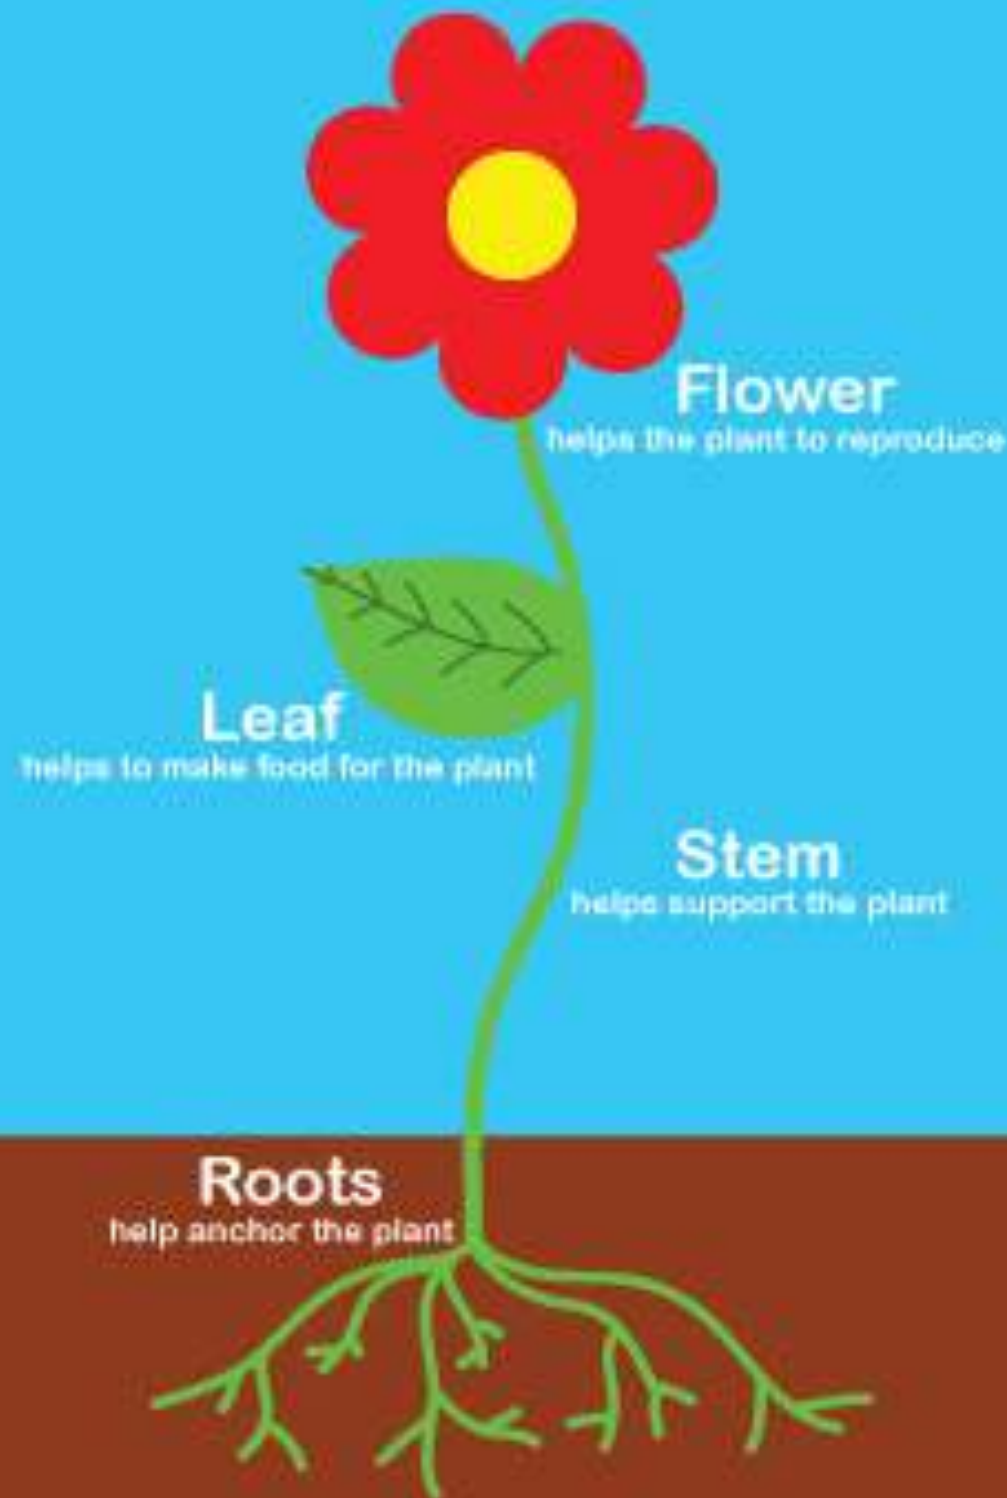 Flower
helps the plant to reproduce
Leaf
helps to make food for the plant
Stem
helps support the plant
Roots
help anchor the plant